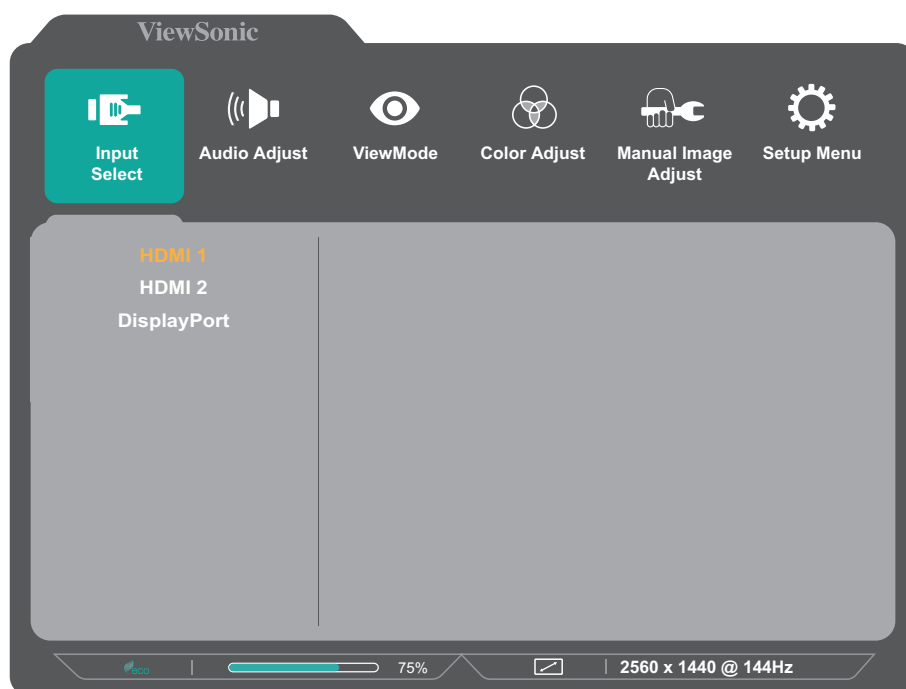 ViewSonic
Input Select
Audio Adjust
ViewMode
Color Adjust
Manual Image Adjust
Setup Menu
HDMI 1
HDMI 2
DisplayPort
eco
75%
2560 x 1440 @ 144Hz